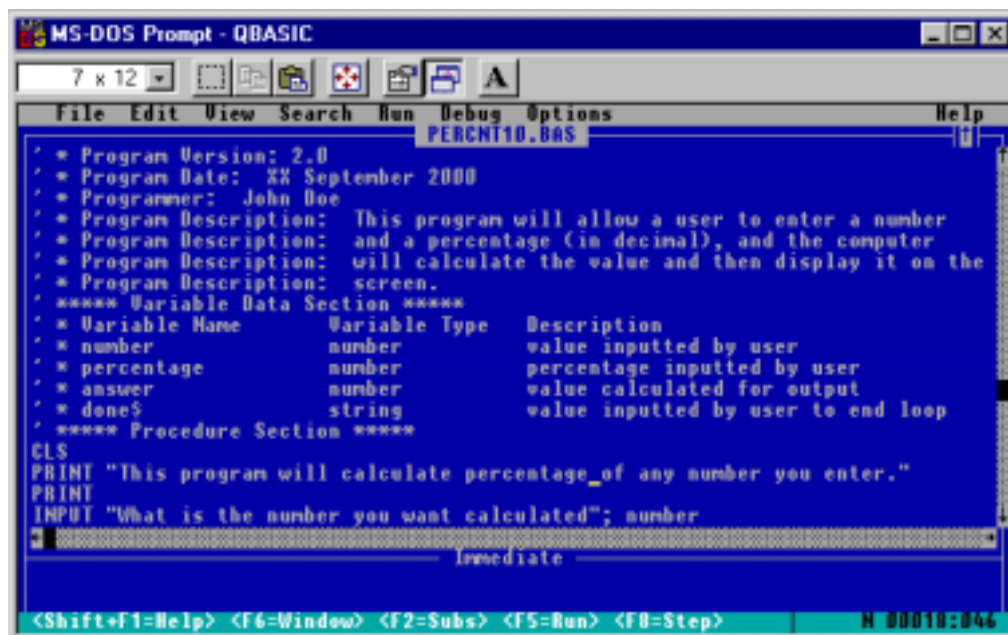 MS-DOS Prompt - QBASIC
7 x 12
A
File Edit View Search Run Debug Options Help
PERCNT10.BAS
' * Program Version: 2.0
' * Program Date:  XX September 2000
' * Programmer:  John Doe
' * Program Description:  This program will allow a user to enter a number
' * Program Description:  and a percentage (in decimal), and the computer
' * Program Description:  will calculate the value and then display it on the
' * Program Description:  screen.
' ***** Variable Data Section *****
' * Variable Name Variable Type Description
' * number number value inputted by user
' * percentage number percentage inputted by user
' * answer number value calculated for output
' * done$ string value inputted by user to end loop
' ***** Procedure Section *****
CLS
PRINT "This program will calculate percentage_of any number you enter."
PRINT
INPUT "What is the number you want calculated"; number
Immediate
<Shift+F1=Help> <F6=Window> <F2=Subs> <F5=Run> <F8=Step> N 00018:046